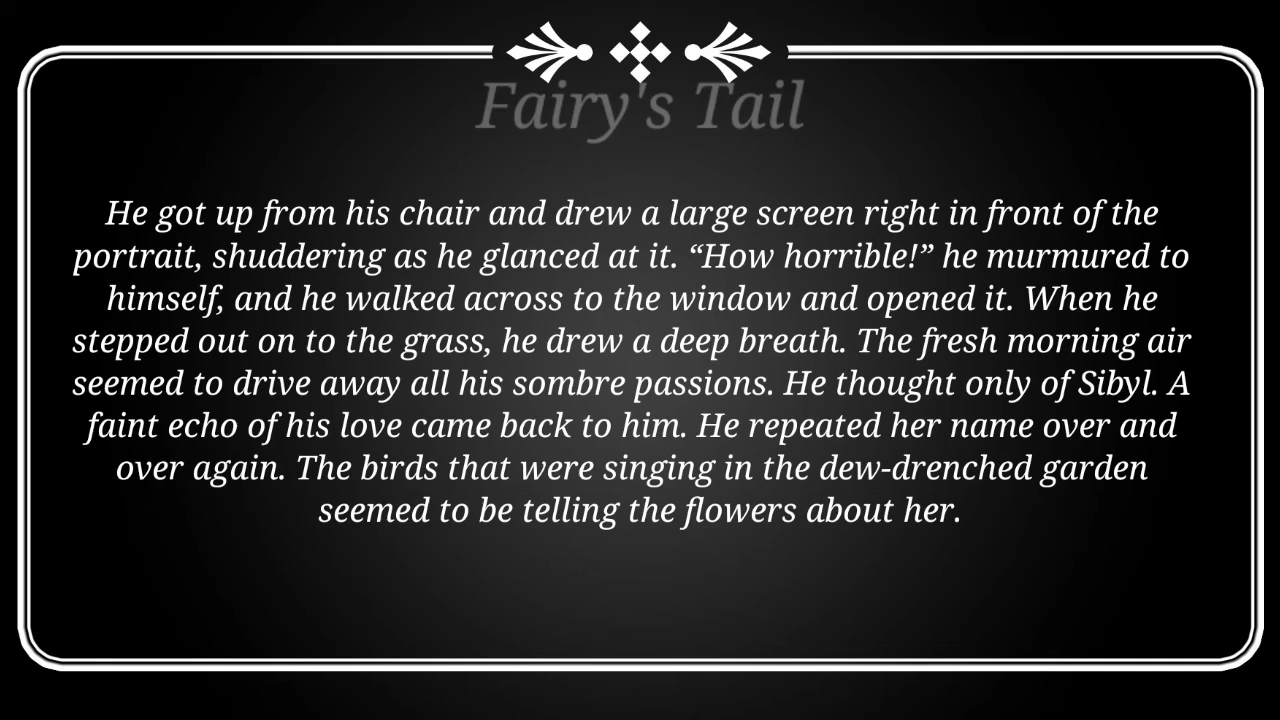 Fairy's Tail
He got up from his chair and drew a large screen right in front of the
portrait, shuddering as he glanced at it. “How horrible!” he murmured to
himself, and he walked across to the window and opened it. When he
stepped out on to the grass, he drew a deep breath. The fresh morning air
seemed to drive away all his sombre passions. He thought only of Sibyl. A
faint echo of his love came back to him. He repeated her name over and
over again. The birds that were singing in the dew-drenched garden
seemed to be telling the flowers about her.